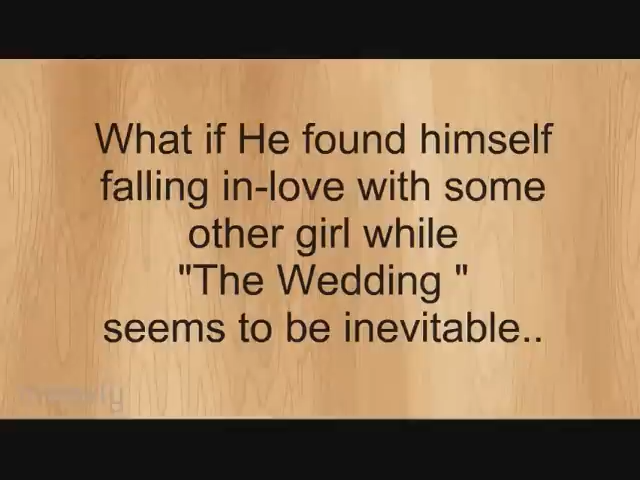 What if He found himself
falling in-love with some
other girl while
"The Wedding "
seems to be inevitable..